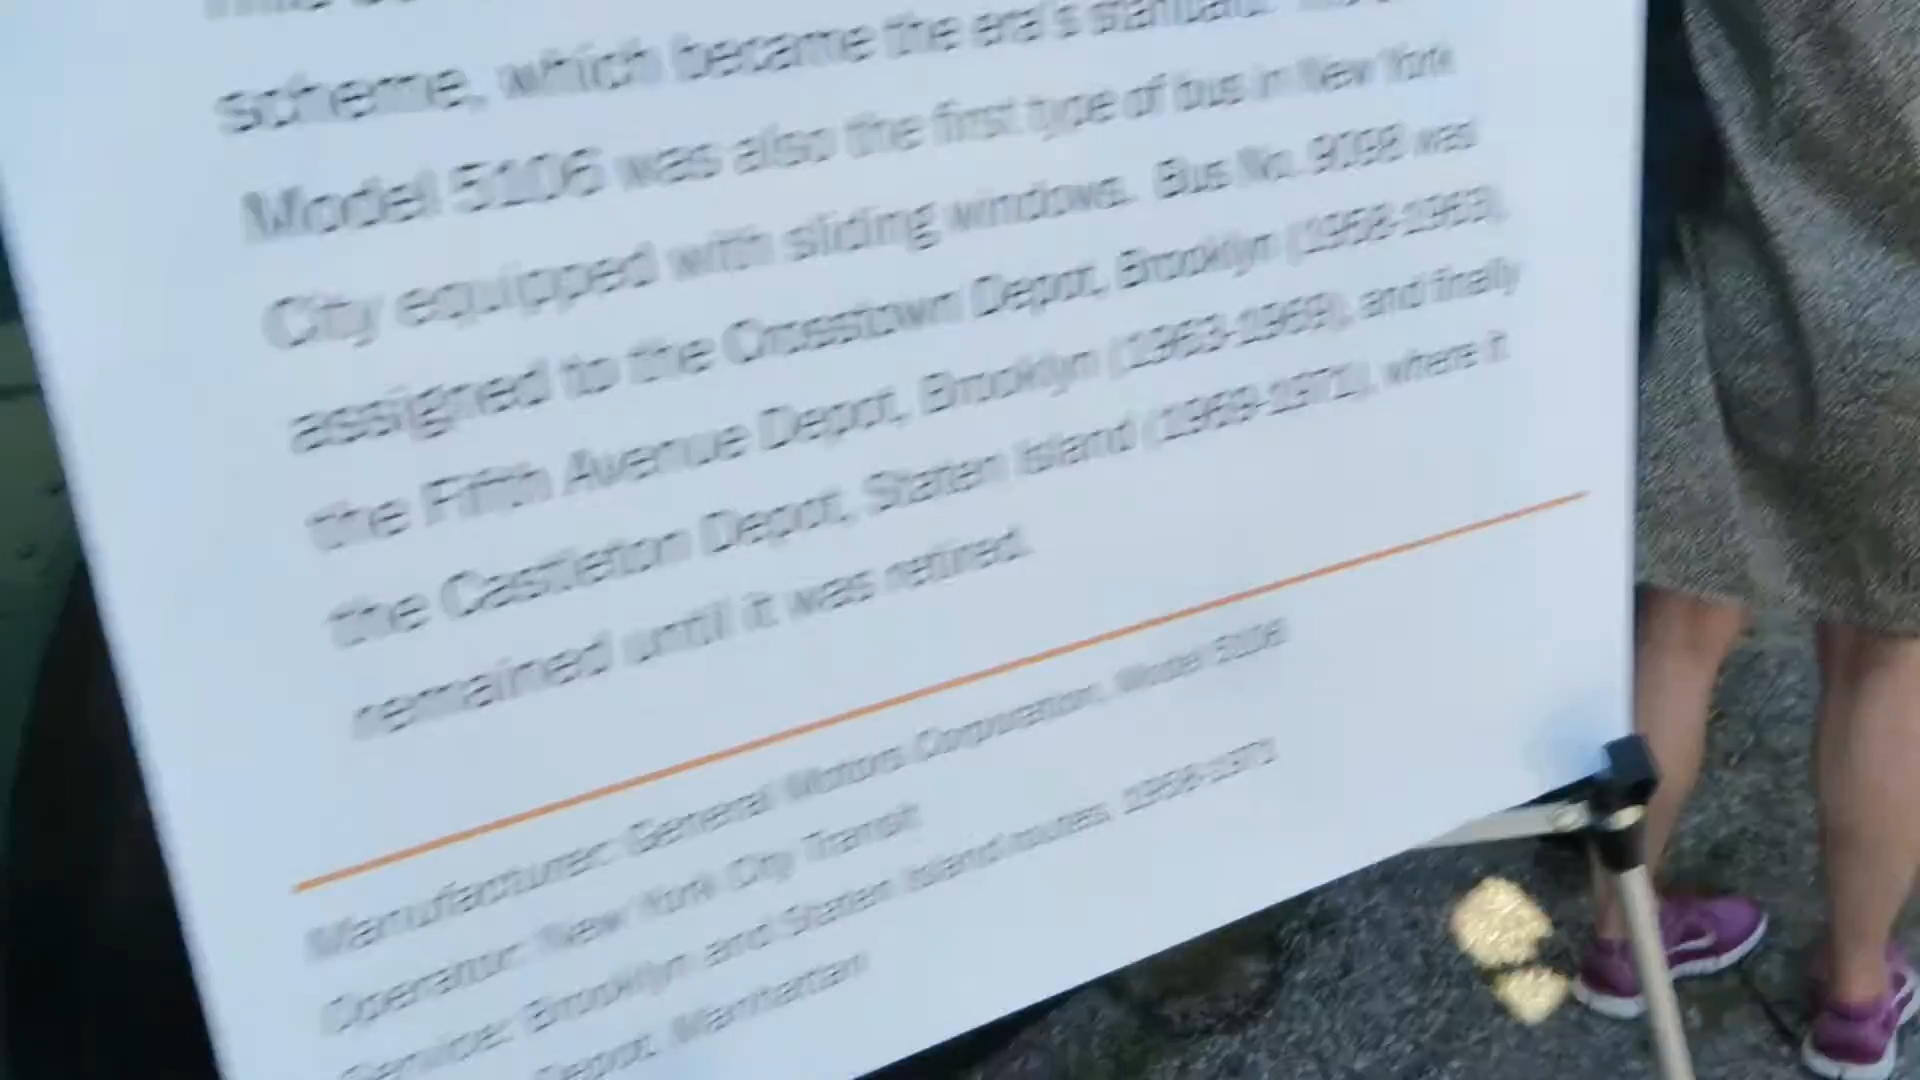 scheme, which became the era's standard.
Model 5106 was also the first type of bus in New York
City equipped with sliding windows. Bus No. 9098 was
assigned to the Crosstown Depot, Brooklyn (1958-1963),
the Fifth Avenue Depot, Brooklyn (1963-1969), and finally
the Castleton Depot, Staten Island (1969-1971), where it
remained until it was retired.
Manufacturer: General Motors Corporation, Model 5106
Operator: New York City Transit
Service: Brooklyn and Staten Island routes, 1958-1971
Depot, Manhattan